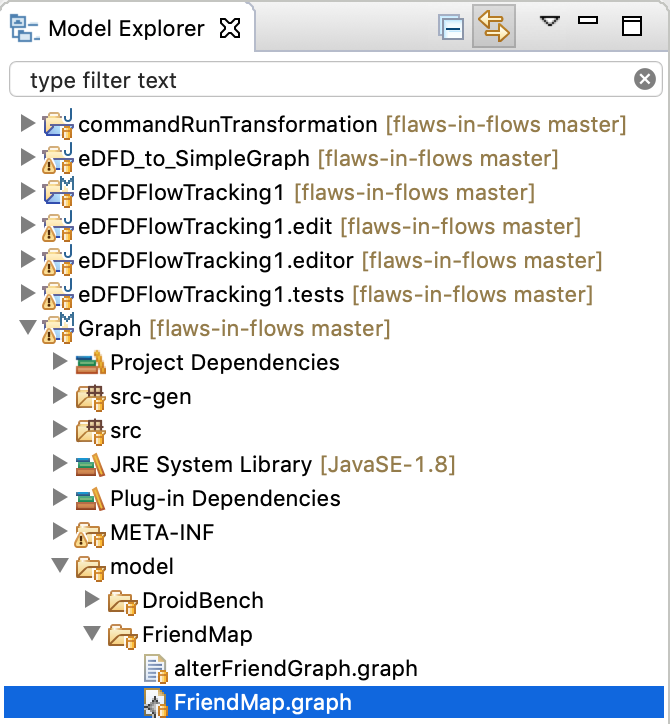 Model Explorer
type filter text
commandRunTransformation [flaws-in-flows master]
eDFD_to_SimpleGraph [flaws-in-flows master]
eDFDFlowTracking1 [flaws-in-flows master]
eDFDFlowTracking1.edit [flaws-in-flows master]
eDFDFlowTracking1.editor [flaws-in-flows master]
eDFDFlowTracking1.tests [flaws-in-flows master]
Graph [flaws-in-flows master]
Project Dependencies
src-gen
src
JRE System Library [JavaSE-1.8]
Plug-in Dependencies
META-INF
model
DroidBench
FriendMap
alterFriendGraph.graph
FriendMap.graph